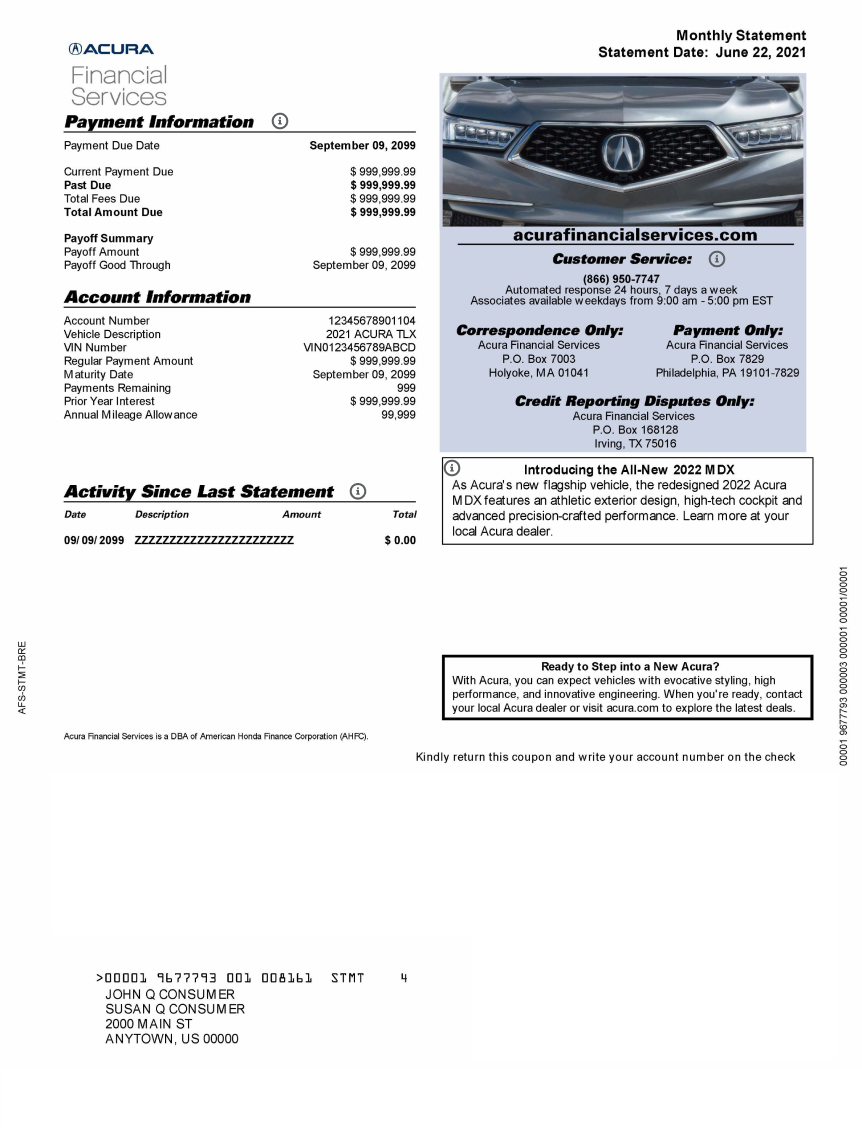 Monthly Statement
Statement Date: June 22, 2021
ACURA
Financial
Services
Payment Information
Payment Due Date September 09, 2099
Current Payment Due $ 999,999.99
Past Due $ 999,999.99
Total Fees Due $ 999,999.99
Total Amount Due $ 999,999.99
Payoff Summary
Payoff Amount $ 999,999.99
Payoff Good Through September 09, 2099
Account Information
Account Number 12345678901104
Vehicle Description 2021 ACURA TLX
VIN Number VIN0123456789ABCD
Regular Payment Amount $ 999,999.99
Maturity Date September 09, 2099
Payments Remaining 999
Prior Year Interest $ 999,999.99
Annual Mileage Allowance 99,999
Activity Since Last Statement
Date Description Amount Total
09/09/2099 ZZZZZZZZZZZZZZZZZZZZZZZ $ 0.00
acurafinancialservices.com
Customer Service:
(866) 950-7747
Automated response 24 hours, 7 days a week
Associates available weekdays from 9:00 am - 5:00 pm EST
Correspondence Only:
Acura Financial Services
P.O. Box 7003
Holyoke, MA 01041
Payment Only:
Acura Financial Services
P.O. Box 7829
Philadelphia, PA 19101-7829
Credit Reporting Disputes Only:
Acura Financial Services
P.O. Box 168128
Irving, TX 75016
Introducing the All-New 2022 MDX
As Acura's new flagship vehicle, the redesigned 2022 Acura
MDX features an athletic exterior design, high-tech cockpit and
advanced precision-crafted performance. Learn more at your
local Acura dealer.
Ready to Step into a New Acura?
With Acura, you can expect vehicles with evocative styling, high
performance, and innovative engineering. When you're ready, contact
your local Acura dealer or visit acura.com to explore the latest deals.
AFS-STMT-BRE
00001 9677793 000003 000001 00001/00001
Acura Financial Services is a DBA of American Honda Finance Corporation (AHFC).
Kindly return this coupon and write your account number on the check
>00001 9677793 001 008161 STMT 4
JOHN Q CONSUMER
SUSAN Q CONSUMER
2000 MAIN ST
ANYTOWN, US 00000